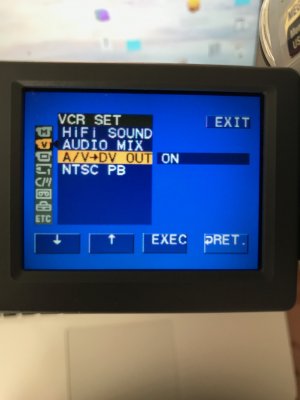 VCR SET
EXIT
HiFi SOUND
AUDIO MIX
A/V→DV OUT ON
NTSC PB
ETC
↓ ↑ EXEC ⮌RET.